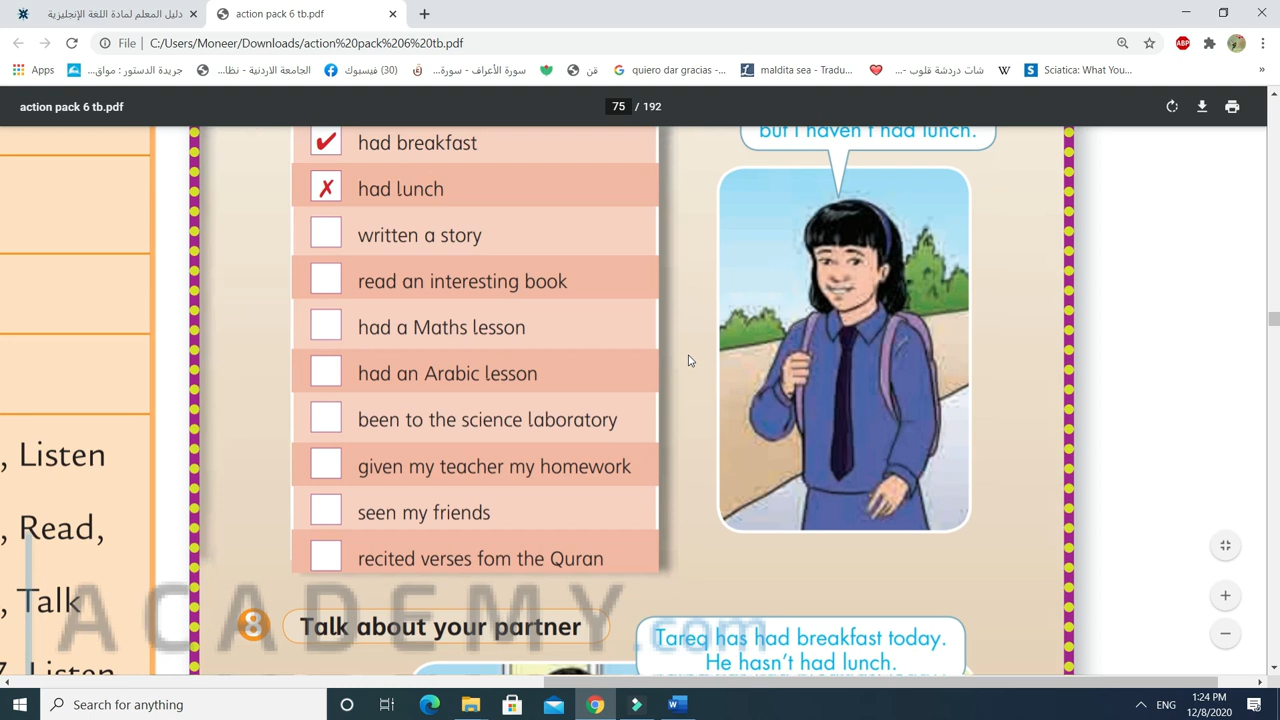 دليل المعلم لمادة اللغة الإنجليزية
action pack 6 tb.pdf
File
C:/Users/Moneer/Downloads/action%20pack%206%20tb.pdf
ABP
Apps
جريدة الدستور : مواق...
(30) فيسبوك
الجامعة الاردنية - نظا...
سورة الأعراف - سورة...
قن
quiero dar gracias -...
maldita sea - Tradu...
شات دردشة قلوب -...
W
Sciatica: What You...
»
action pack 6 tb.pdf
75 / 192
but I haven't had lunch.
had breakfast
had lunch
written a story
read an interesting book
had a Maths lesson
had an Arabic lesson
been to the science laboratory
given my teacher my homework
seen my friends
recited verses fom the Quran
, Listen
, Read,
, Talk
7, Listen
ACADEMY.com
8 Talk about your partner
Tareq has had breakfast today.
He hasn't had lunch.
Search for anything
ENG
1:24 PM
12/8/2020